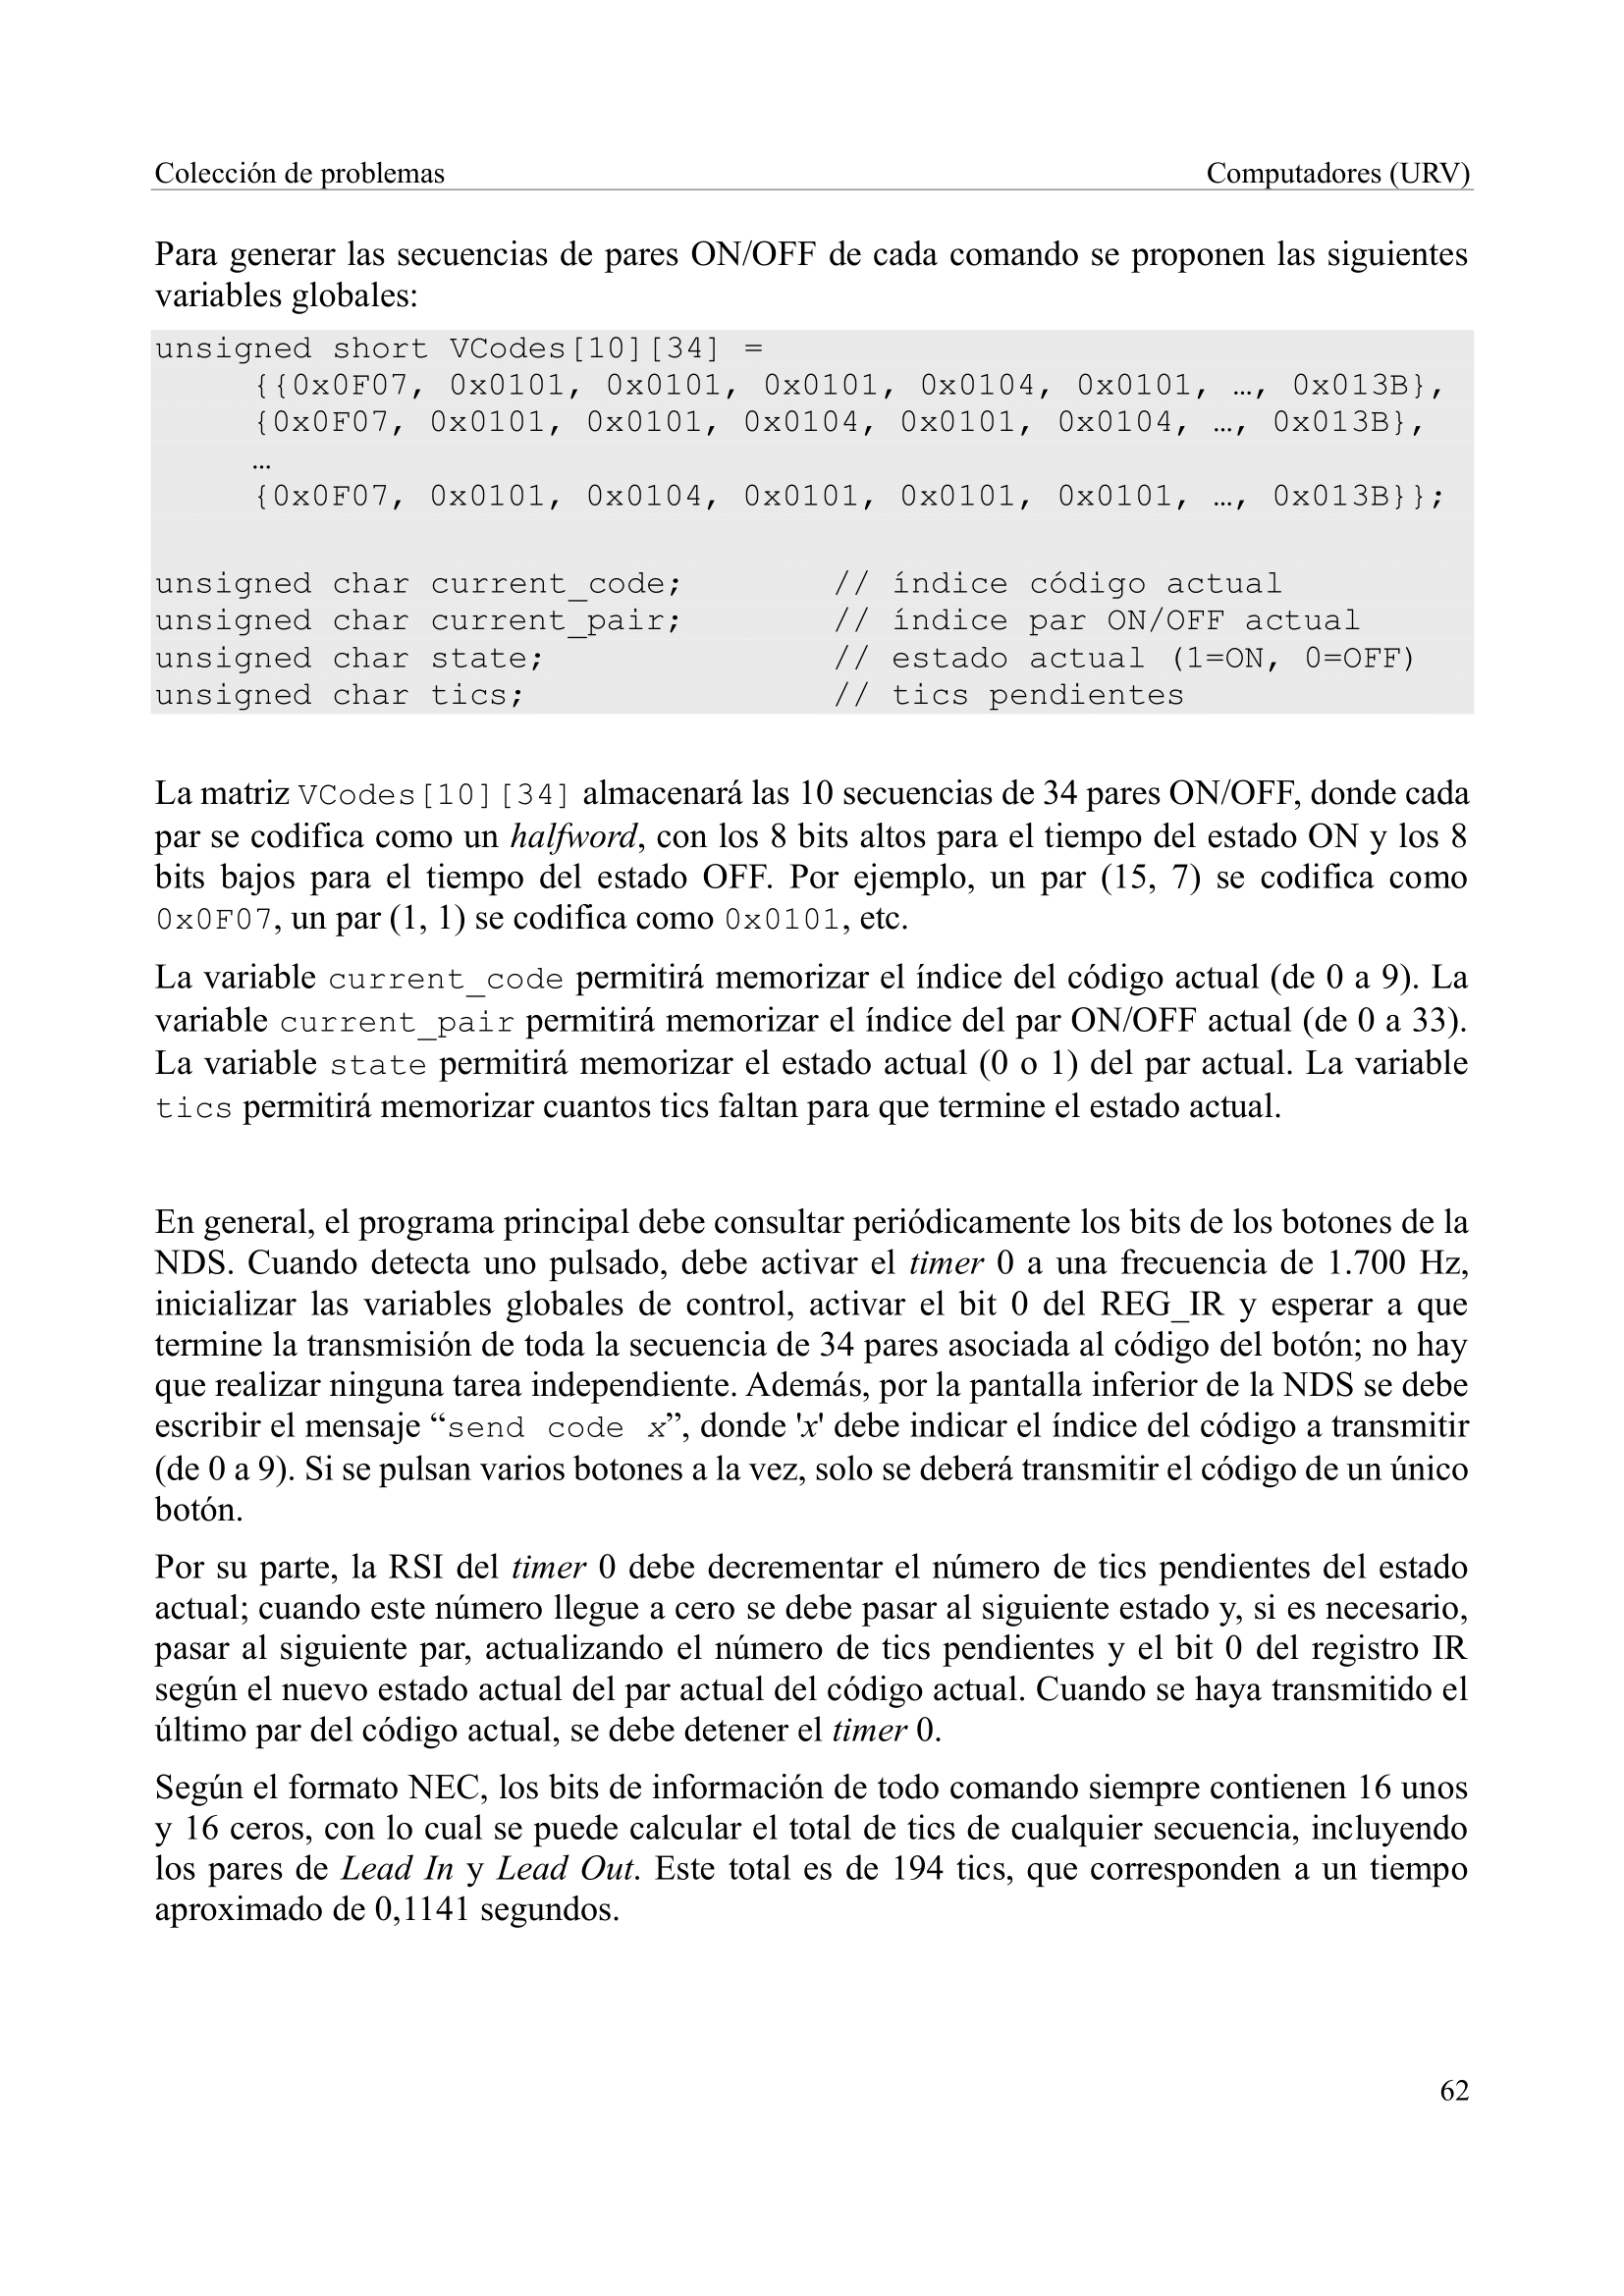 Colección de problemas Computadores (URV)
Para generar las secuencias de pares ON/OFF de cada comando se proponen las siguientes
variables globales:
unsigned short VCodes[10][34] =
{{0x0F07, 0x0101, 0x0101, 0x0101, 0x0104, 0x0101, …, 0x013B},
{0x0F07, 0x0101, 0x0101, 0x0104, 0x0101, 0x0104, …, 0x013B},
…
{0x0F07, 0x0101, 0x0104, 0x0101, 0x0101, 0x0101, …, 0x013B}};
unsigned char current_code; // índice código actual
unsigned char current_pair; // índice par ON/OFF actual
unsigned char state; // estado actual (1=ON, 0=OFF)
unsigned char tics; // tics pendientes
La matriz VCodes[10][34] almacenará las 10 secuencias de 34 pares ON/OFF, donde cada
par se codifica como un halfword, con los 8 bits altos para el tiempo del estado ON y los 8
bits bajos para el tiempo del estado OFF. Por ejemplo, un par (15, 7) se codifica como
0x0F07, un par (1, 1) se codifica como 0x0101, etc.
La variable current_code permitirá memorizar el índice del código actual (de 0 a 9). La
variable current_pair permitirá memorizar el índice del par ON/OFF actual (de 0 a 33).
La variable state permitirá memorizar el estado actual (0 o 1) del par actual. La variable
tics permitirá memorizar cuantos tics faltan para que termine el estado actual.
En general, el programa principal debe consultar periódicamente los bits de los botones de la
NDS. Cuando detecta uno pulsado, debe activar el timer 0 a una frecuencia de 1.700 Hz,
inicializar las variables globales de control, activar el bit 0 del REG_IR y esperar a que
termine la transmisión de toda la secuencia de 34 pares asociada al código del botón; no hay
que realizar ninguna tarea independiente. Además, por la pantalla inferior de la NDS se debe
escribir el mensaje “send code x”, donde 'x' debe indicar el índice del código a transmitir
(de 0 a 9). Si se pulsan varios botones a la vez, solo se deberá transmitir el código de un único
botón.
Por su parte, la RSI del timer 0 debe decrementar el número de tics pendientes del estado
actual; cuando este número llegue a cero se debe pasar al siguiente estado y, si es necesario,
pasar al siguiente par, actualizando el número de tics pendientes y el bit 0 del registro IR
según el nuevo estado actual del par actual del código actual. Cuando se haya transmitido el
último par del código actual, se debe detener el timer 0.
Según el formato NEC, los bits de información de todo comando siempre contienen 16 unos
y 16 ceros, con lo cual se puede calcular el total de tics de cualquier secuencia, incluyendo
los pares de Lead In y Lead Out. Este total es de 194 tics, que corresponden a un tiempo
aproximado de 0,1141 segundos.
62